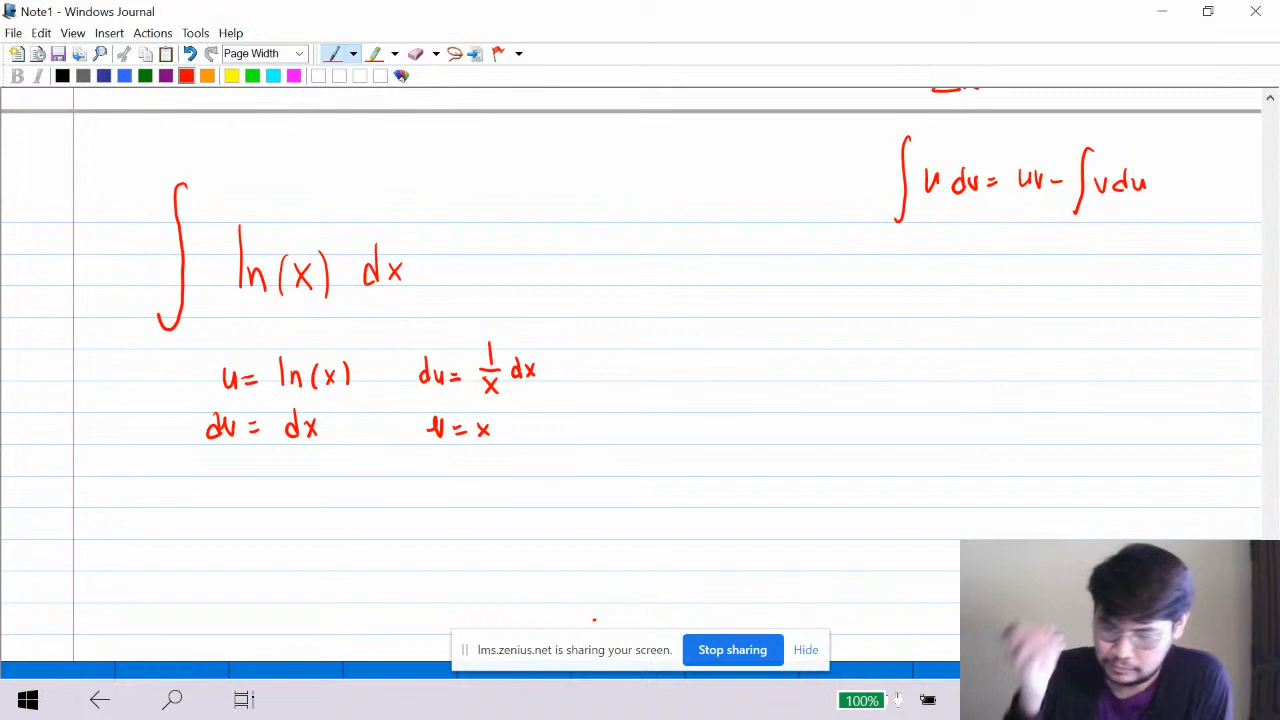 Note1 - Windows Journal
File Edit View Insert Actions Tools Help
Page Width
B I
∫ u dv = uv - ∫ v du
∫ ln(x) dx
u = ln(x) du = 1/x dx
dv = dx v = x
lms.zenius.net is sharing your screen. Stop sharing Hide
100%